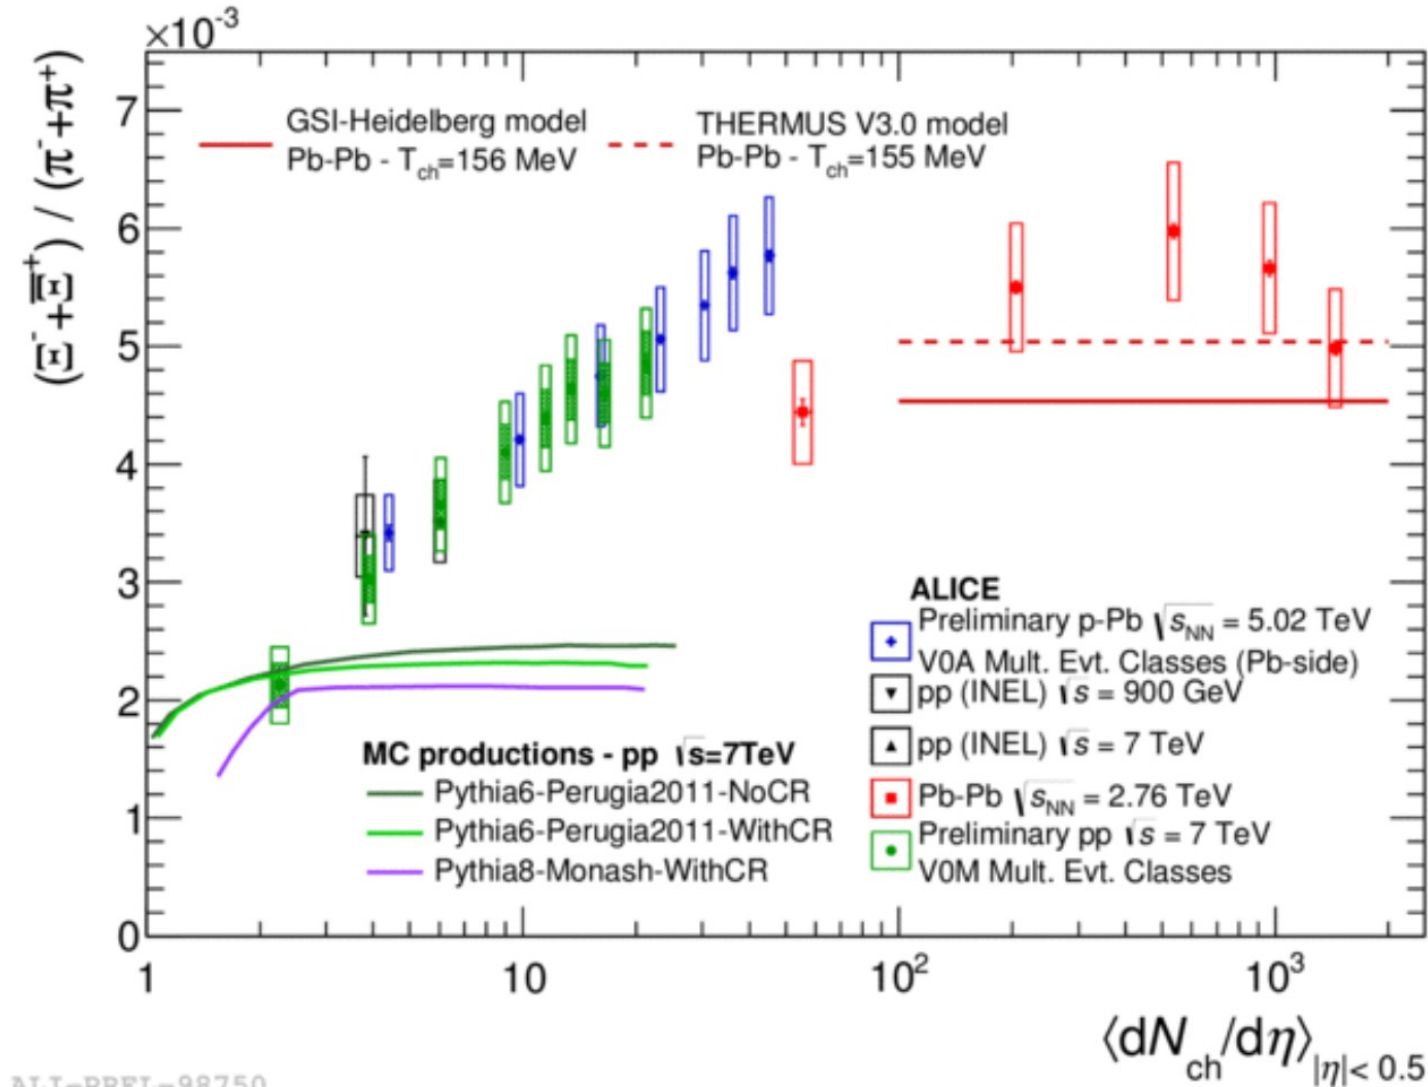 ×10⁻³
(Ξ⁻+Ξ̅⁺) / (π⁻+π⁺)
7
6
5
4
3
2
1
0
GSI-Heidelberg model
Pb-Pb - T_ch=156 MeV
THERMUS V3.0 model
Pb-Pb - T_ch=155 MeV
ALICE
Preliminary p-Pb √s_NN = 5.02 TeV
V0A Mult. Evt. Classes (Pb-side)
pp (INEL) √s = 900 GeV
pp (INEL) √s = 7 TeV
Pb-Pb √s_NN = 2.76 TeV
Preliminary pp √s = 7 TeV
V0M Mult. Evt. Classes
MC productions - pp √s=7TeV
Pythia6-Perugia2011-NoCR
Pythia6-Perugia2011-WithCR
Pythia8-Monash-WithCR
1
10
10²
10³
⟨dN_ch/dη⟩_|η|< 0.5
ALI-PREL-98750